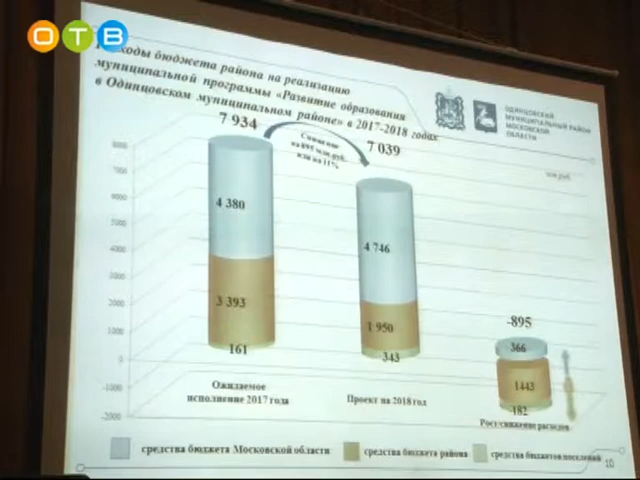 ОТВ
Расходы бюджета района на реализацию
муниципальной программы «Развитие образования
в Одинцовском муниципальном районе» в 2017-2018 годах
ОДИНЦОВСКИЙ
МУНИЦИПАЛЬНЫЙ РАЙОН
МОСКОВСКОЙ
ОБЛАСТИ
млн.руб.
7 934
Снижение
на 895 млн.руб.
или на 11%
7 039
8000
7000
6000
5000
4000
3000
2000
1000
0
-1000
-2000
4 380
3 393
161
4 746
1 950
343
-895
366
1443
-182
Ожидаемое
исполнение 2017 года
Проект на 2018 год
Рост/снижение расходов
средства бюджета Московской области
средства бюджета района
средства бюджетов поселений
10